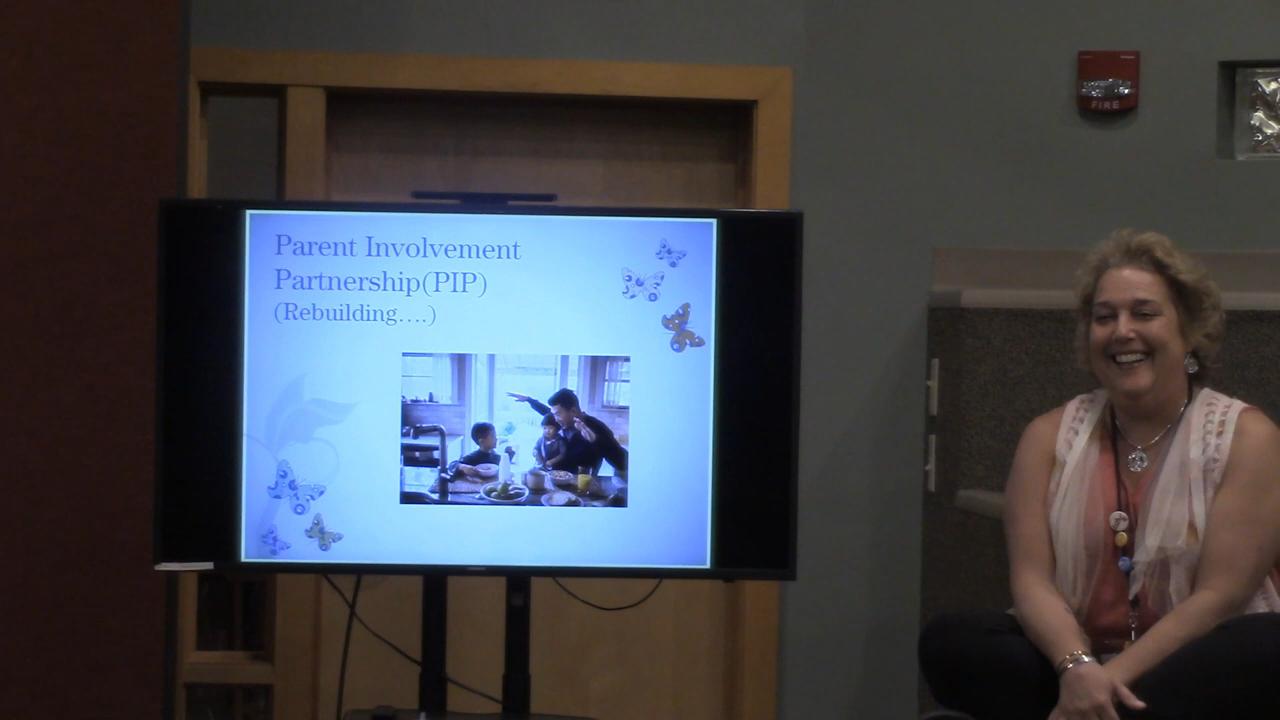 Parent Involvement
Partnership(PIP)
(Rebuilding....)
FIRE